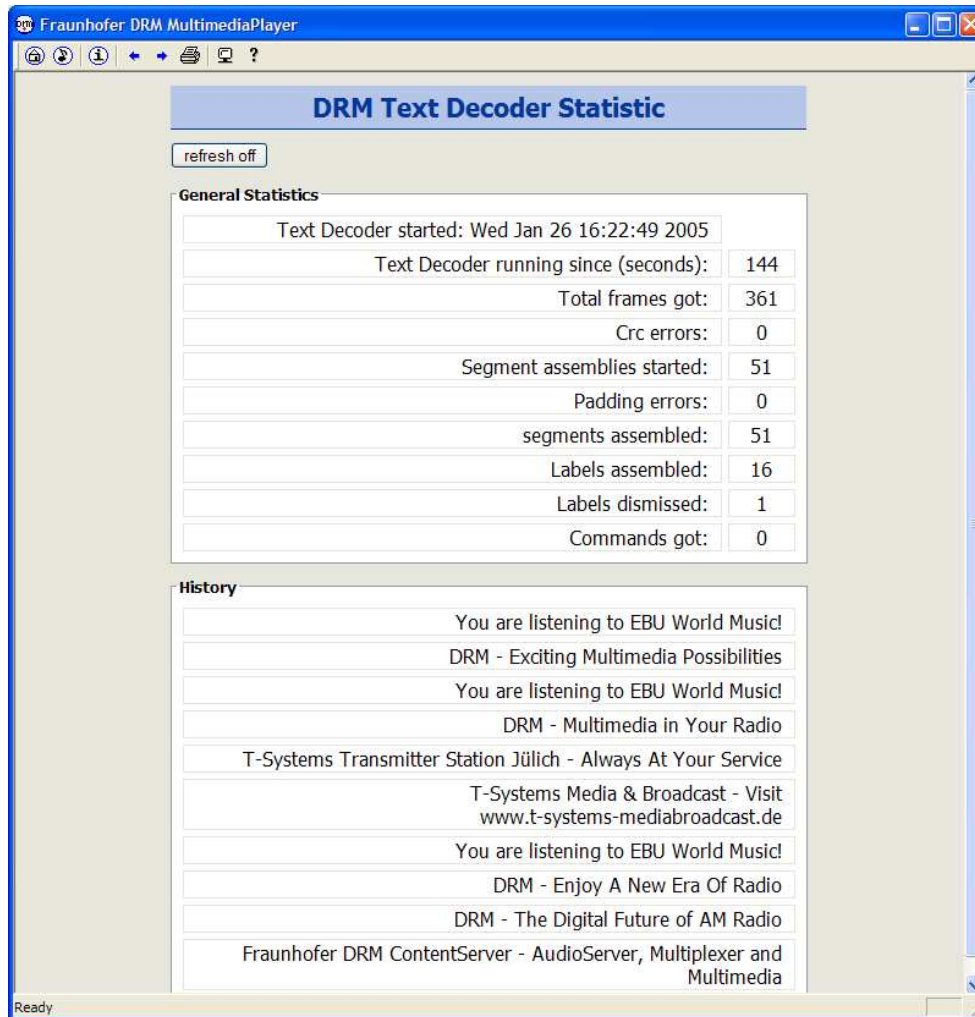 Fraunhofer DRM MultimediaPlayer
DRM Text Decoder Statistic
refresh off
General Statistics
Text Decoder started: Wed Jan 26 16:22:49 2005
Text Decoder running since (seconds): 144
Total frames got: 361
Crc errors: 0
Segment assemblies started: 51
Padding errors: 0
segments assembled: 51
Labels assembled: 16
Labels dismissed: 1
Commands got: 0
History
You are listening to EBU World Music!
DRM - Exciting Multimedia Possibilities
You are listening to EBU World Music!
DRM - Multimedia in Your Radio
T-Systems Transmitter Station Jülich - Always At Your Service
T-Systems Media & Broadcast - Visit
www.t-systems-mediabroadcast.de
You are listening to EBU World Music!
DRM - Enjoy A New Era Of Radio
DRM - The Digital Future of AM Radio
Fraunhofer DRM ContentServer - AudioServer, Multiplexer and
Multimedia
Ready